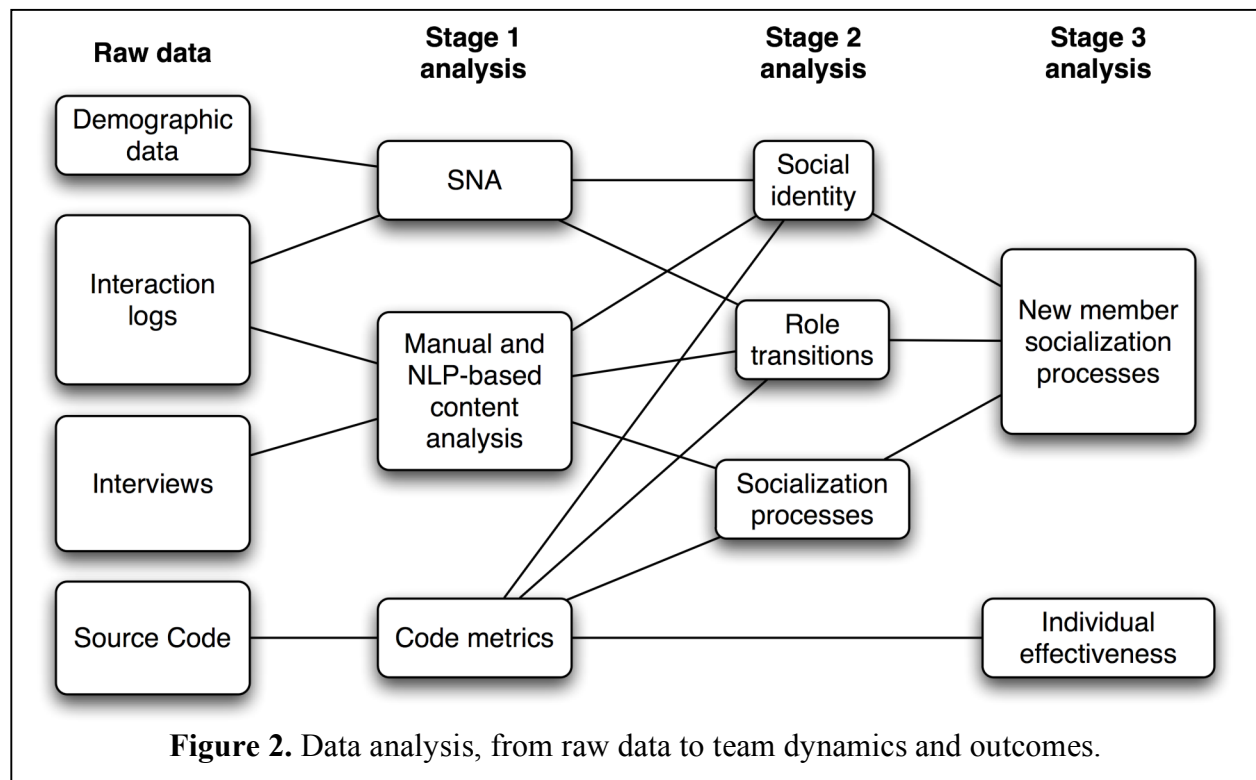 Raw data
Stage 1
analysis
Stage 2
analysis
Stage 3
analysis
Demographic
data
Interaction
logs
Interviews
Source Code
SNA
Manual and
NLP-based
content
analysis
Code metrics
Social
identity
Role
transitions
Socialization
processes
New member
socialization
processes
Individual
effectiveness
Figure 2. Data analysis, from raw data to team dynamics and outcomes.